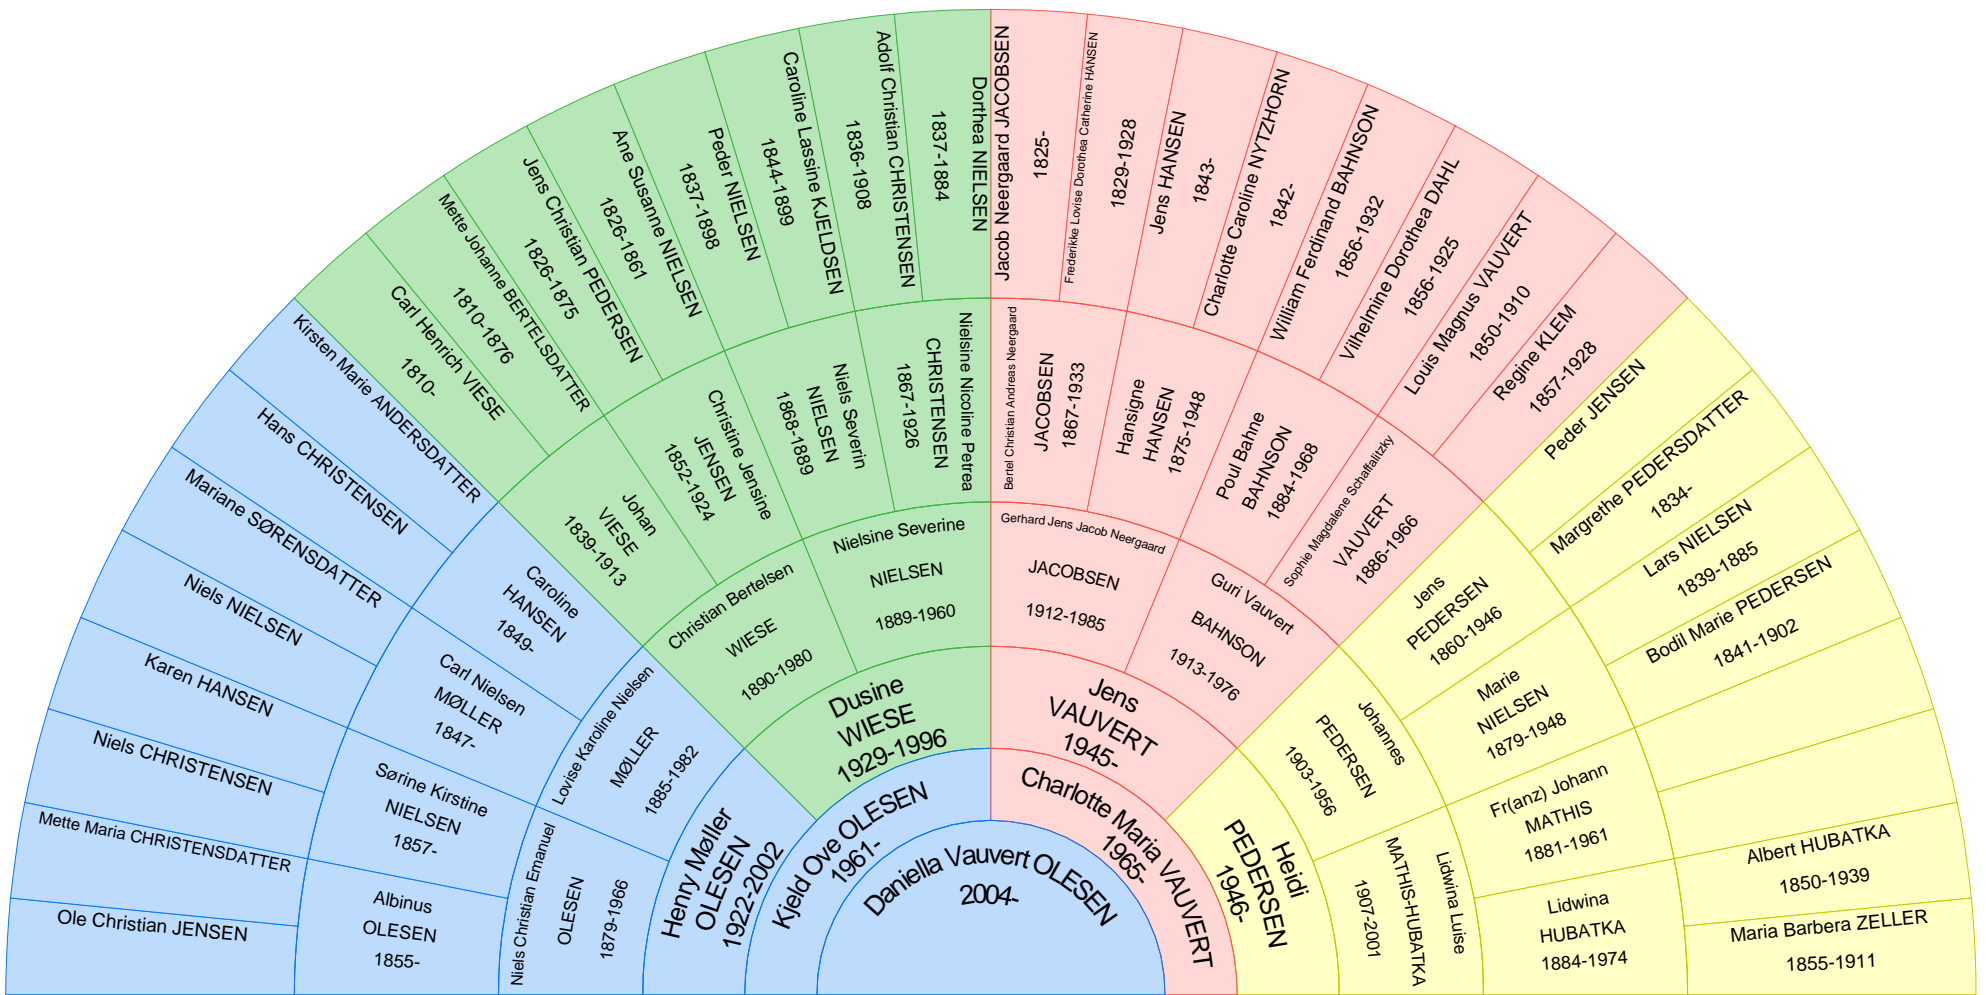 Daniella Vauvert OLESEN
2004-
Kjeld Ove OLESEN
1961-
Charlotte Maria VAUVERT
1965-
Henry Møller
OLESEN
1922-2002
Dusine
WIESE
1929-1996
Jens
VAUVERT
1945-
Heidi
PEDERSEN
1946-
Niels Christian Emanuel
OLESEN
1879-1966
Lovise Karoline Nielsen
MØLLER
1885-1982
Christian Bertelsen
WIESE
1890-1980
Nielsine Severine
NIELSEN
1889-1960
Gerhard Jens Jacob Neergaard
JACOBSEN
1912-1985
Guri Vauvert
BAHNSON
1913-1976
Johannes
PEDERSEN
1903-1956
Lidwina Luise
MATHIS-HUBATKA
1907-2001
Albinus
OLESEN
1855-
Sørine Kirstine
NIELSEN
1857-
Carl Nielsen
MØLLER
1847-
Caroline
HANSEN
1849-
Johan
VIESE
1839-1913
Christine Jensine
JENSEN
1852-1924
Niels Severin
NIELSEN
1868-1889
Nielsine Nicoline Petrea
CHRISTENSEN
1867-1926
Bertel Christian Andreas Neergaard
JACOBSEN
1867-1933
Hansigne
HANSEN
1875-1948
Poul Bahne
BAHNSON
1884-1968
Sophie Magdalene Schaffalitzky
VAUVERT
1886-1966
Jens
PEDERSEN
1860-1946
Marie
NIELSEN
1879-1948
Fr(anz) Johann
MATHIS
1881-1961
Lidwina
HUBATKA
1884-1974
Ole Christian JENSEN
Mette Maria CHRISTENSDATTER
Niels CHRISTENSEN
Karen HANSEN
Niels NIELSEN
Mariane SØRENSDATTER
Hans CHRISTENSEN
Kirsten Marie ANDERSDATTER
Carl Henrich VIESE
1810-
Mette Johanne BERTELSDATTER
1810-1876
Jens Christian PEDERSEN
1826-1875
Ane Susanne NIELSEN
1826-1861
Peder NIELSEN
1837-1898
Caroline Lassine KJELDSEN
1844-1899
Adolf Christian CHRISTENSEN
1836-1908
Dorthea NIELSEN
1837-1884
Jacob Neergaard JACOBSEN
1825-
Frederikke Lovise Dorothea Catherine HANSEN
1829-1928
Jens HANSEN
1843-
Charlotte Caroline NYTZHORN
1842-
William Ferdinand BAHNSON
1856-1932
Vilhelmine Dorothea DAHL
1856-1925
Louis Magnus VAUVERT
1850-1910
Regine KLEM
1857-1928
Peder JENSEN
Margrethe PEDERSDATTER
1834-
Lars NIELSEN
1839-1885
Bodil Marie PEDERSEN
1841-1902
Albert HUBATKA
1850-1939
Maria Barbera ZELLER
1855-1911